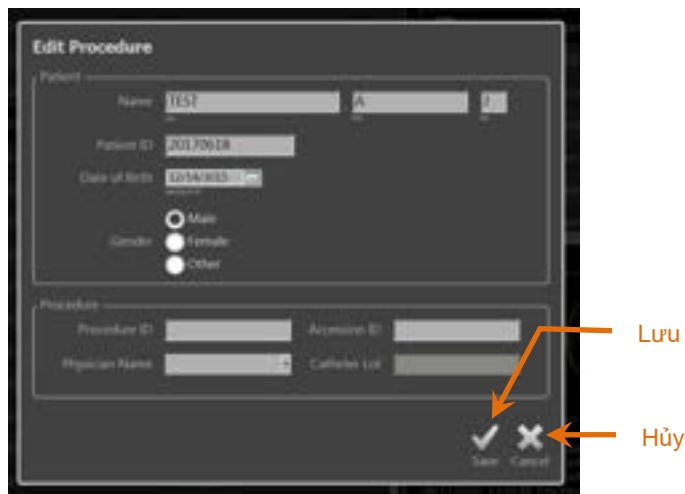 Edit Procedure
Patient
Name TEST A J
Patient ID 20170618
Date of Birth
Male
Gender Female
Other
Procedure
Procedure ID Accession ID
Physician Name Catheter Lot
Lưu
Hủy
Save Cancel